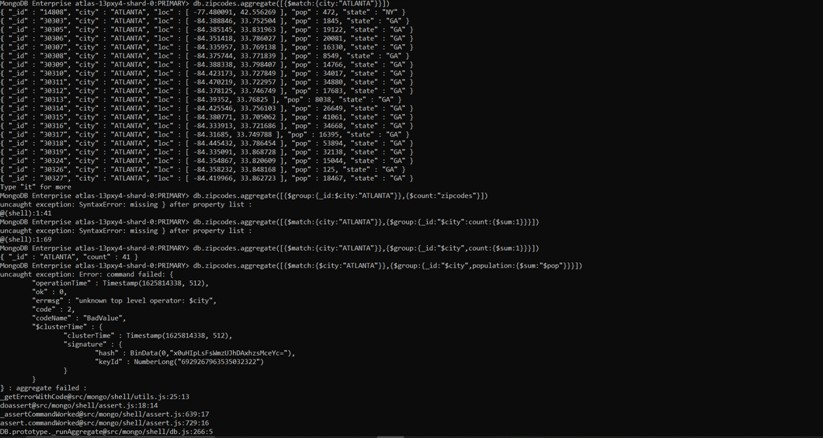 MongoDB Enterprise atlas-13pxy4-shard-0:PRIMARY> db.zipcodes.aggregate([{$match:{city:"ATLANTA"}}])
{ "_id" : "14808", "city" : "ATLANTA", "loc" : [ -77.480091, 42.556269 ], "pop" : 472, "state" : "NY" }
{ "_id" : "30303", "city" : "ATLANTA", "loc" : [ -84.388846, 33.752504 ], "pop" : 1845, "state" : "GA" }
{ "_id" : "30305", "city" : "ATLANTA", "loc" : [ -84.385145, 33.831963 ], "pop" : 19122, "state" : "GA" }
{ "_id" : "30306", "city" : "ATLANTA", "loc" : [ -84.351418, 33.786027 ], "pop" : 20081, "state" : "GA" }
{ "_id" : "30307", "city" : "ATLANTA", "loc" : [ -84.335957, 33.769138 ], "pop" : 16330, "state" : "GA" }
{ "_id" : "30308", "city" : "ATLANTA", "loc" : [ -84.375744, 33.771839 ], "pop" : 8549, "state" : "GA" }
{ "_id" : "30309", "city" : "ATLANTA", "loc" : [ -84.388338, 33.798407 ], "pop" : 14766, "state" : "GA" }
{ "_id" : "30310", "city" : "ATLANTA", "loc" : [ -84.423173, 33.727849 ], "pop" : 34017, "state" : "GA" }
{ "_id" : "30311", "city" : "ATLANTA", "loc" : [ -84.470219, 33.722957 ], "pop" : 34880, "state" : "GA" }
{ "_id" : "30312", "city" : "ATLANTA", "loc" : [ -84.378125, 33.746749 ], "pop" : 17683, "state" : "GA" }
{ "_id" : "30313", "city" : "ATLANTA", "loc" : [ -84.39352, 33.76825 ], "pop" : 8038, "state" : "GA" }
{ "_id" : "30314", "city" : "ATLANTA", "loc" : [ -84.425546, 33.756103 ], "pop" : 26649, "state" : "GA" }
{ "_id" : "30315", "city" : "ATLANTA", "loc" : [ -84.380771, 33.705062 ], "pop" : 41061, "state" : "GA" }
{ "_id" : "30316", "city" : "ATLANTA", "loc" : [ -84.333913, 33.721686 ], "pop" : 34668, "state" : "GA" }
{ "_id" : "30317", "city" : "ATLANTA", "loc" : [ -84.31685, 33.749788 ], "pop" : 16395, "state" : "GA" }
{ "_id" : "30318", "city" : "ATLANTA", "loc" : [ -84.445432, 33.786454 ], "pop" : 53894, "state" : "GA" }
{ "_id" : "30319", "city" : "ATLANTA", "loc" : [ -84.335091, 33.868728 ], "pop" : 32138, "state" : "GA" }
{ "_id" : "30324", "city" : "ATLANTA", "loc" : [ -84.354867, 33.820609 ], "pop" : 15044, "state" : "GA" }
{ "_id" : "30326", "city" : "ATLANTA", "loc" : [ -84.358232, 33.848168 ], "pop" : 125, "state" : "GA" }
{ "_id" : "30327", "city" : "ATLANTA", "loc" : [ -84.419966, 33.862723 ], "pop" : 18467, "state" : "GA" }
Type "it" for more
MongoDB Enterprise atlas-13pxy4-shard-0:PRIMARY> db.zipcodes.aggregate([{$group:{_id:$city:"ATLANTA"}},{$count:"zipcodes"}])
uncaught exception: SyntaxError: missing } after property list :
@(shell):1:41
MongoDB Enterprise atlas-13pxy4-shard-0:PRIMARY> db.zipcodes.aggregate([{$match:{city:"ATLANTA"}},{$group:{_id:"$city":count:{$sum:1}}}])
uncaught exception: SyntaxError: missing } after property list :
@(shell):1:69
MongoDB Enterprise atlas-13pxy4-shard-0:PRIMARY> db.zipcodes.aggregate([{$match:{city:"ATLANTA"}},{$group:{_id:"$city",count:{$sum:1}}}])
{ "_id" : "ATLANTA", "count" : 41 }
MongoDB Enterprise atlas-13pxy4-shard-0:PRIMARY> db.zipcodes.aggregate([{$match:{$city:"ATLANTA"}},{$group:{_id:"$city",population:{$sum:"$pop"}}}])
uncaught exception: Error: command failed: {
"operationTime" : Timestamp(1625814338, 512),
"ok" : 0,
"errmsg" : "unknown top level operator: $city",
"code" : 2,
"codeName" : "BadValue",
"$clusterTime" : {
"clusterTime" : Timestamp(1625814338, 512),
"signature" : {
"hash" : BinData(0,"x0uHIpLsFsWmzUJhDAxhzsMceYc="),
"keyId" : NumberLong("6929267963535032322")
}
}
} : aggregate failed :
_getErrorWithCode@src/mongo/shell/utils.js:25:13
doassert@src/mongo/shell/assert.js:18:14
_assertCommandWorked@src/mongo/shell/assert.js:639:17
assert.commandWorked@src/mongo/shell/assert.js:729:16
DB.prototype._runAggregate@src/mongo/shell/db.js:266:5